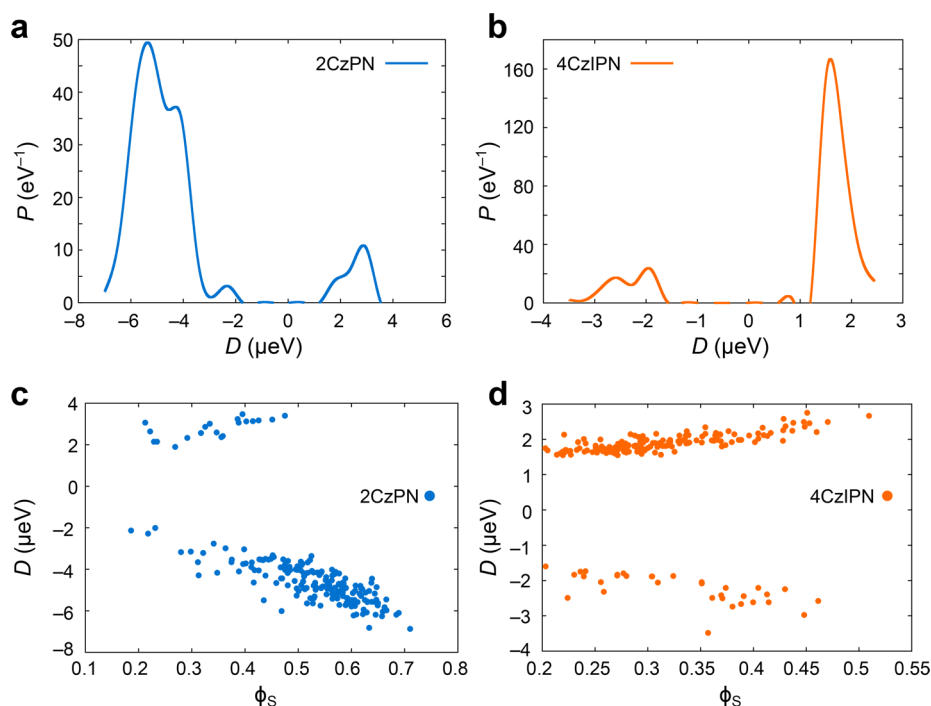 a
50
40
30
20
10
0
P (eV⁻¹)
2CzPN
−8 −6 −4 −2 0 2 4 6
D (µeV)
b
160
120
80
40
0
P (eV⁻¹)
4CzIPN
−4 −3 −2 −1 0 1 2 3
D (µeV)
c
4
2
0
−2
−4
−6
−8
D (µeV)
2CzPN
0.1 0.2 0.3 0.4 0.5 0.6 0.7 0.8
ϕS
d
3
2
1
0
−1
−2
−3
−4
D (µeV)
4CzIPN
0.2 0.25 0.3 0.35 0.4 0.45 0.5 0.55
ϕS